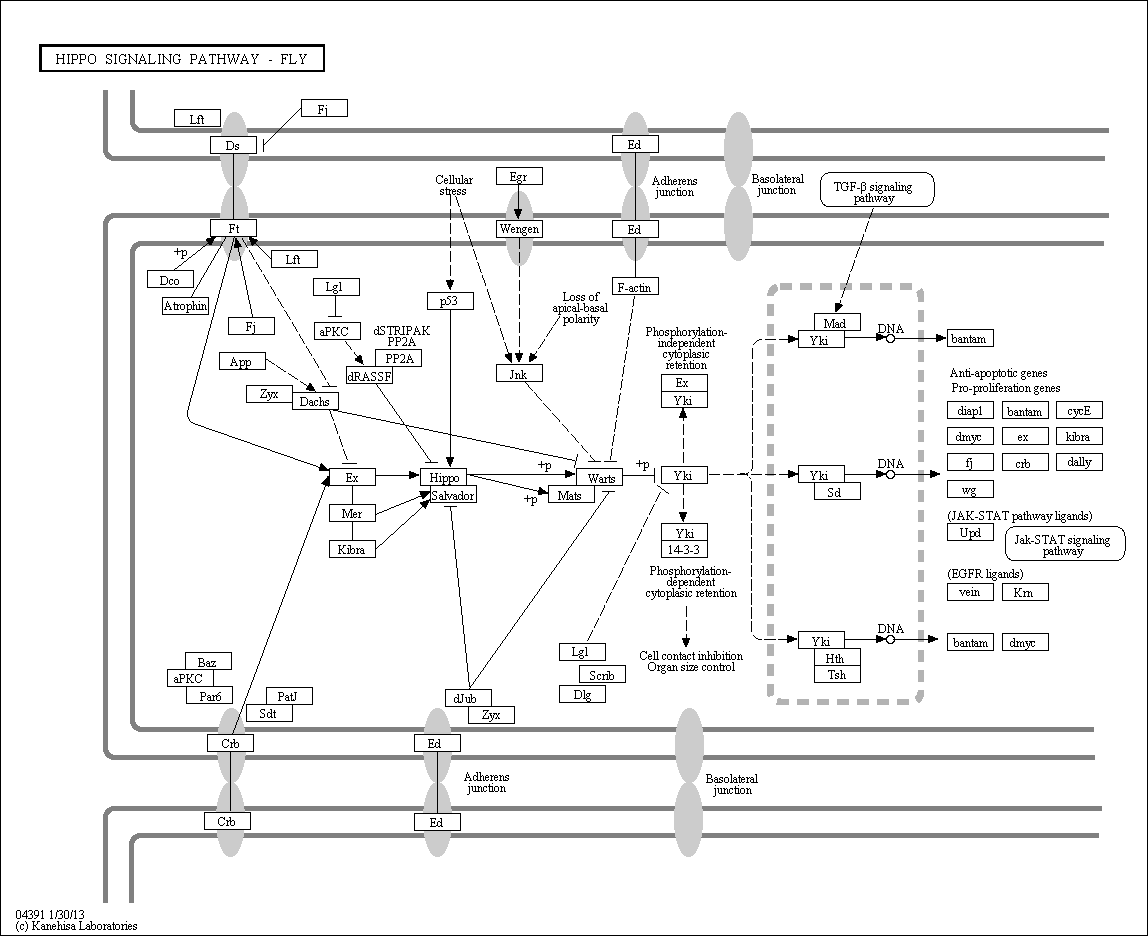 HIPPO SIGNALING PATHWAY - FLY
Lft
Fj
Ds
Ed
Cellular
stress
Egr
Adherens
junction
Basolateral
junction
TGF-β signaling
pathway
Ft
Wengen
Ed
+p
Lft
Dco
Atrophin
Lgl
p53
F-actin
Loss of
apical-basal
polarity
Fj
aPKC
dSTRIPAK
PP2A
PP2A
dRASSF
App
Zyx
Dachs
Jnk
Phosphorylation-
independent
cytoplasic
retention
Ex
Yki
Mad
Yki
DNA
bantam
Anti-apoptotic genes
Pro-proliferation genes
diap1
bantam
cycE
dmyc
ex
kibra
fj
crb
dally
wg
Ex
Hippo
Salvador
+p
+p
Warts
Mats
+p
Yki
Yki
Sd
DNA
Mer
Kibra
Yki
14-3-3
Phosphorylation-
dependent
cytoplasic retention
(JAK-STAT pathway ligands)
Upd
Jak-STAT signaling
pathway
(EGFR ligands)
vein
Krn
Cell contact inhibition
Organ size control
Yki
Hth
Tsh
DNA
bantam
dmyc
Lgl
Scrib
Dlg
Baz
aPKC
Par6
PatJ
Sdt
dJub
Zyx
Crb
Ed
Adherens
junction
Basolateral
junction
Crb
Ed
04391 1/30/13
(c) Kanehisa Laboratories